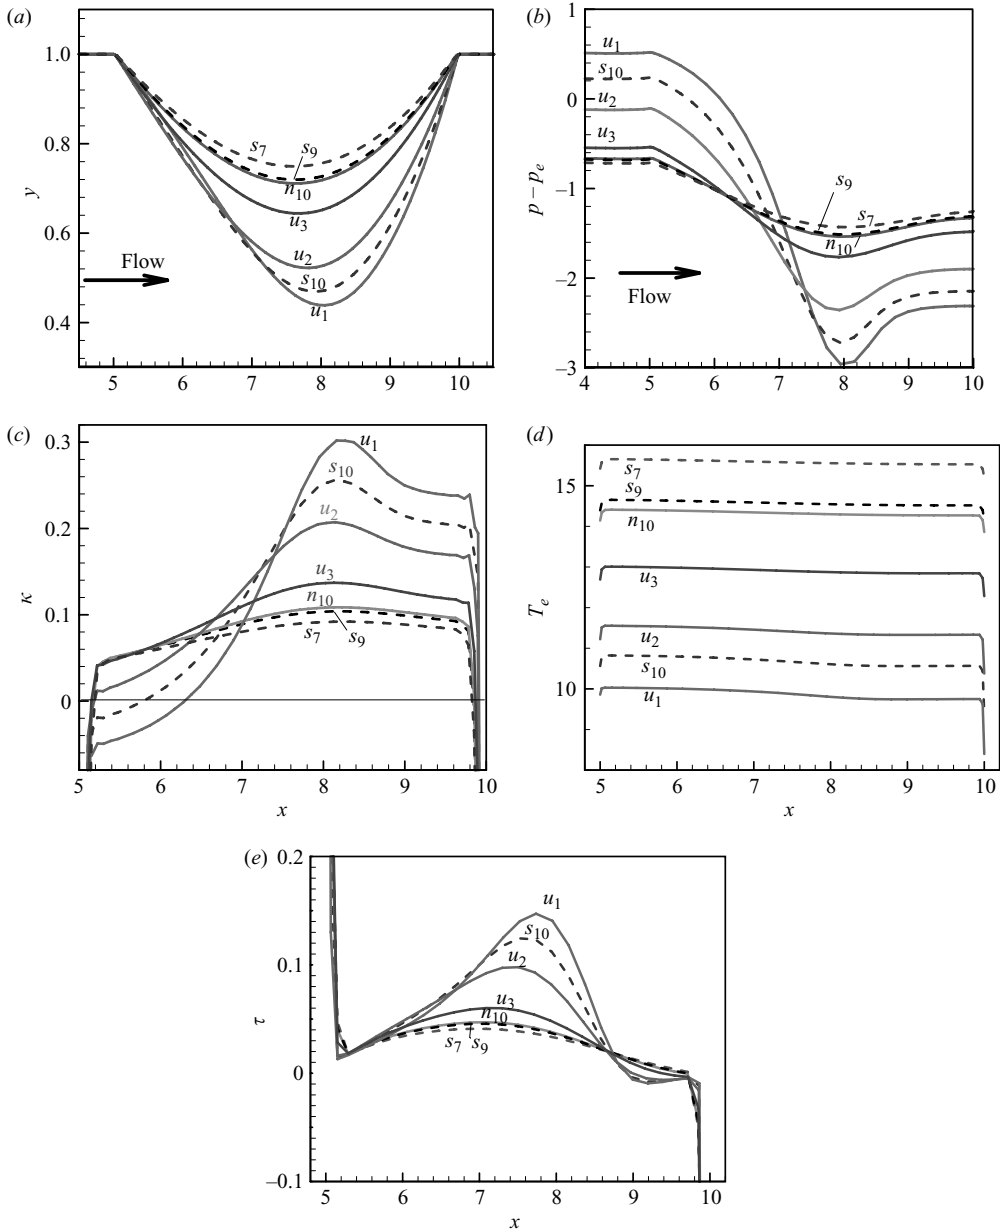 (a)
1.0
0.8
0.6
0.4
y
s7
s9
n10
u3
u2
s10
u1
Flow
5 6 7 8 9 10
(b)
1
0
−1
−2
−3
p − pe
u1
s10
u2
u3
s9
s7
n10
Flow
4 5 6 7 8 9 10
(c)
0.3
0.2
0.1
0
κ
u1
s10
u2
u3
n10
s7
s9
5 6 7 8 9 10
x
(d)
15
10
Te
s7
s9
n10
u3
u2
s10
u1
5 6 7 8 9 10
x
(e)
0.2
0.1
0
−0.1
τ
u1
s10
u2
u3
n10
s7 s9
5 6 7 8 9 10
x